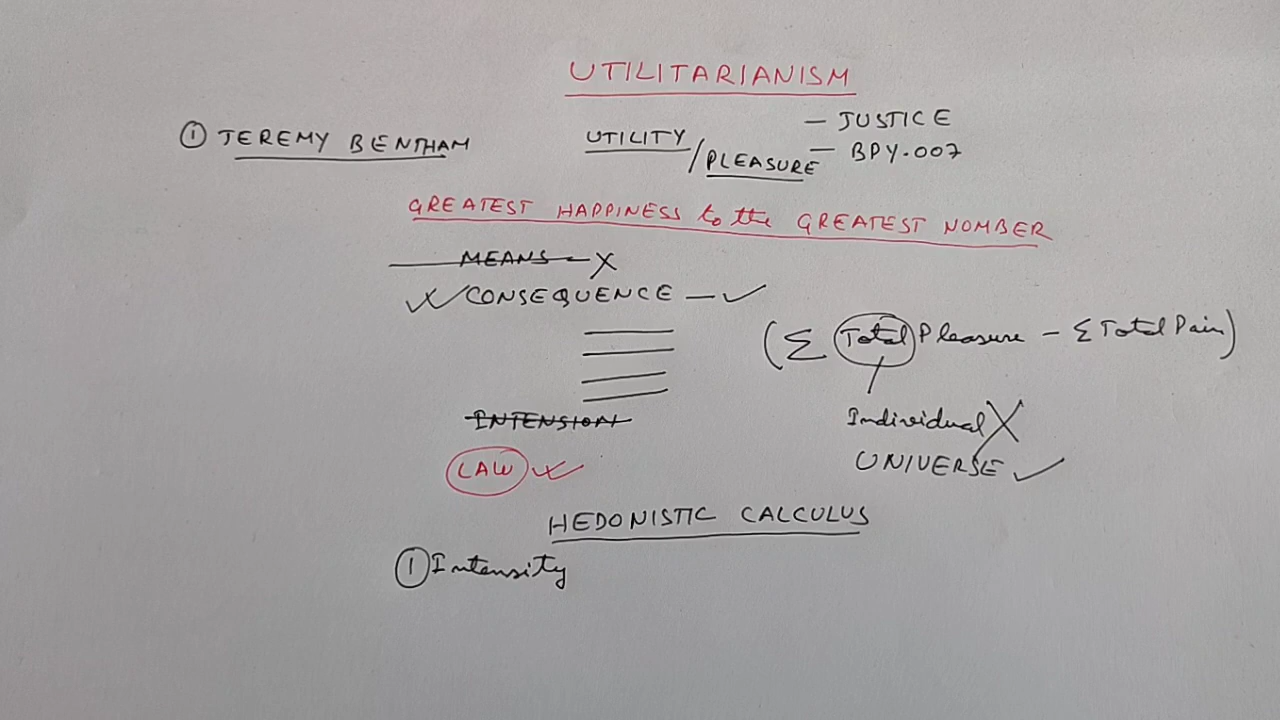 UTILITARIANISM
① JEREMY BENTHAM
UTILITY / PLEASURE
— JUSTICE
— BPY.007
GREATEST HAPPINESS to the GREATEST NOMBER
MEANS — X
CONSEQUENCE — ✓
(Σ Total Pleasure – Σ Total Pain)
INTENSION
Individual X
LAW
UNIVERSE ✓
HEDONISTIC CALCULUS
① Intensity